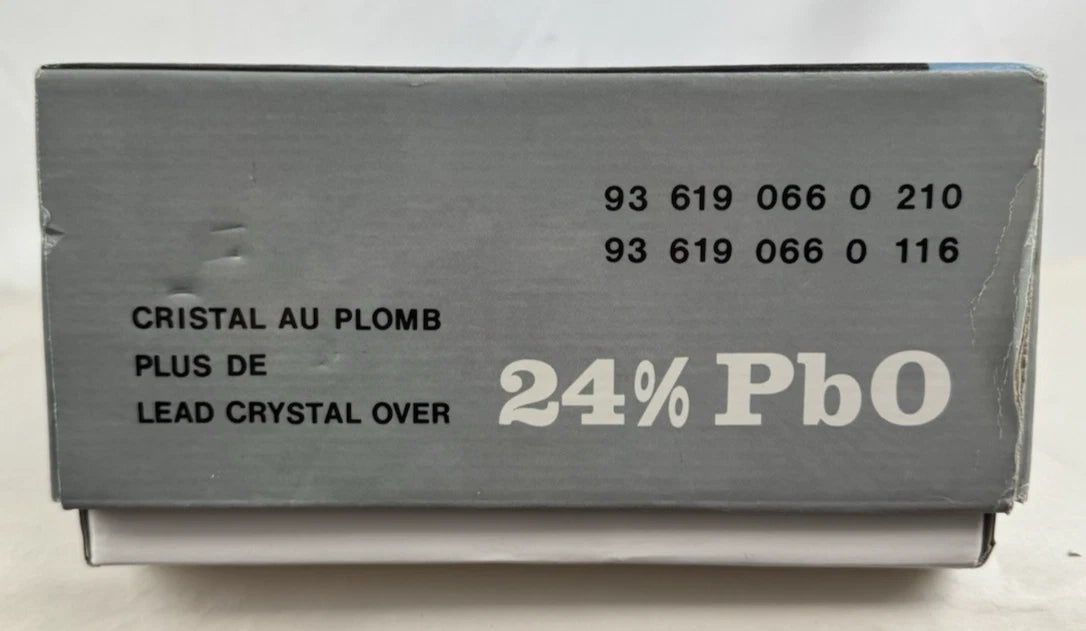 93 619 066 0 210
93 619 066 0 116
CRISTAL AU PLOMB
PLUS DE
LEAD CRYSTAL OVER
24% PbO